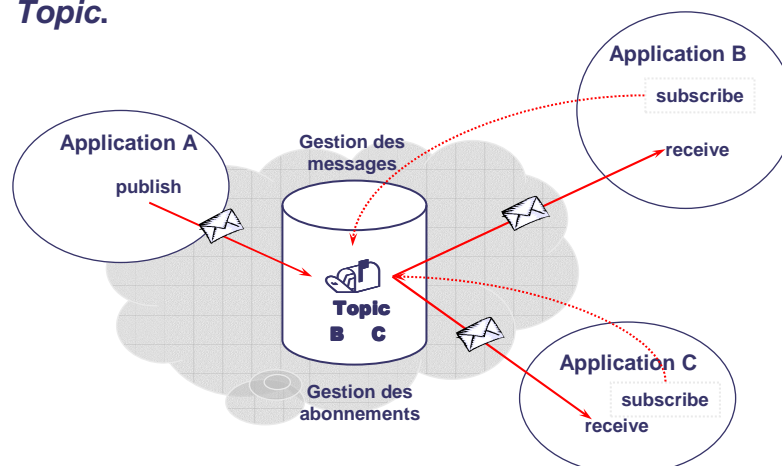 Topic.
Application B
subscribe
receive
Application A
publish
Gestion des
messages
Topic
B C
Gestion des
abonnements
Application C
subscribe
receive